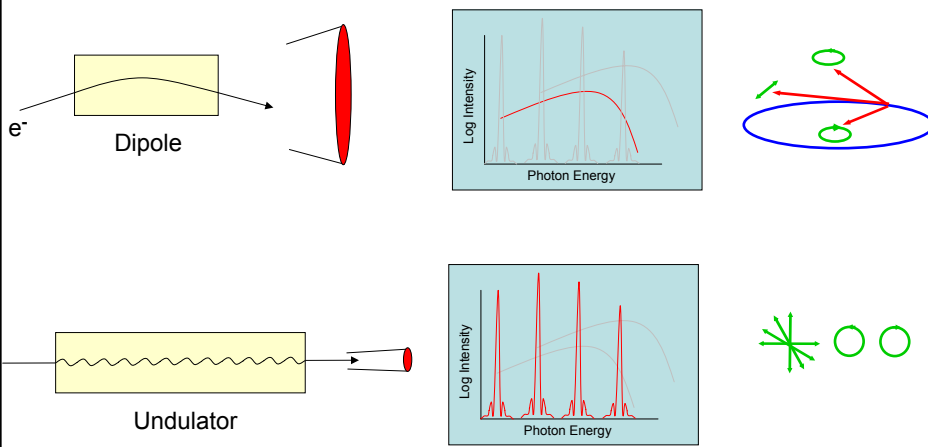 e-
Dipole
Log Intensity
Photon Energy
Undulator
Log Intensity
Photon Energy